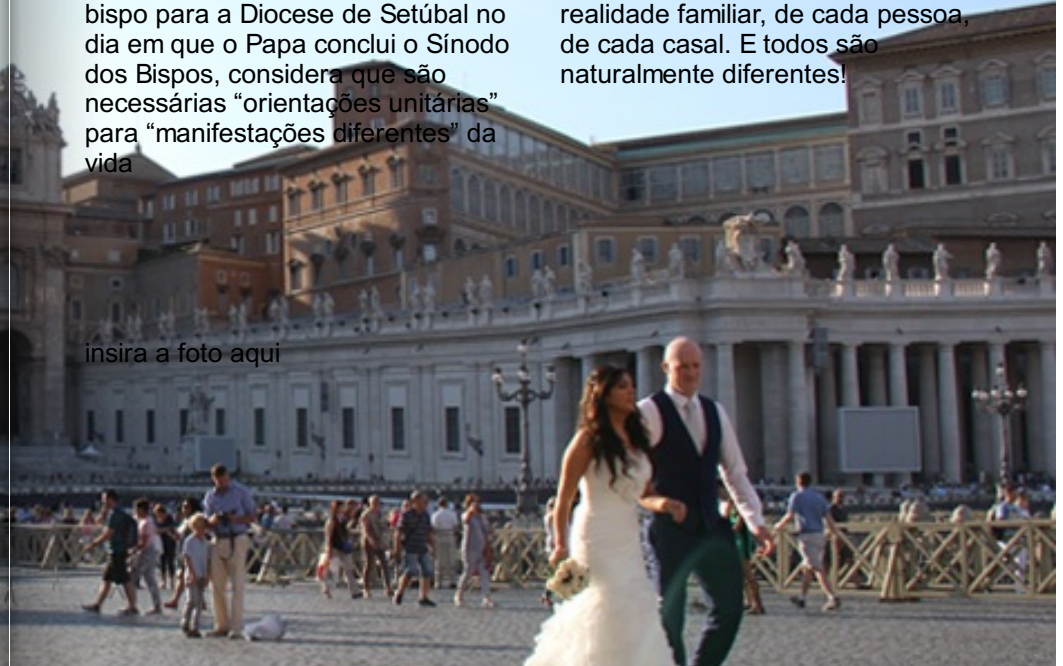 bispo para a Diocese de Setúbal no
dia em que o Papa conclui o Sínodo
dos Bispos, considera que são
necessárias “orientações unitárias”
para “manifestações diferentes” da
vida
insira a foto aqui
realidade familiar, de cada pessoa,
de cada casal. E todos são
naturalmente diferentes!